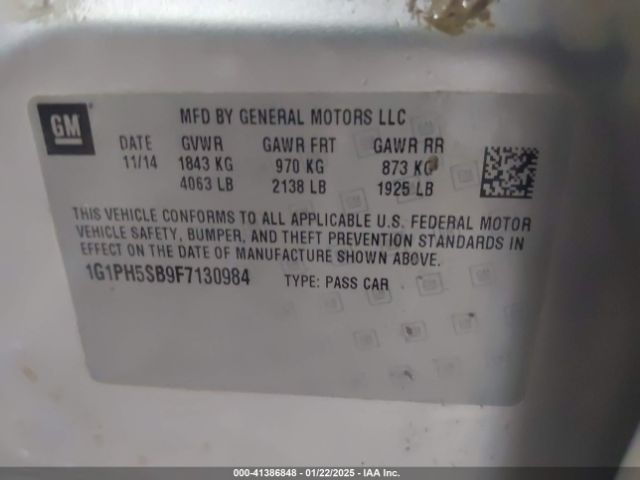 GM
MFD BY GENERAL MOTORS LLC
DATE GVWR GAWR FRT GAWR RR
11/14 1843 KG 970 KG 873 KG
4063 LB 2138 LB 1925 LB
THIS VEHICLE CONFORMS TO ALL APPLICABLE U.S. FEDERAL MOTOR
VEHICLE SAFETY, BUMPER, AND THEFT PREVENTION STANDARDS IN
EFFECT ON THE DATE OF MANUFACTURE SHOWN ABOVE.
1G1PH5SB9F7130984 TYPE: PASS CAR
000-41386848 - 01/22/2025 - IAA Inc.